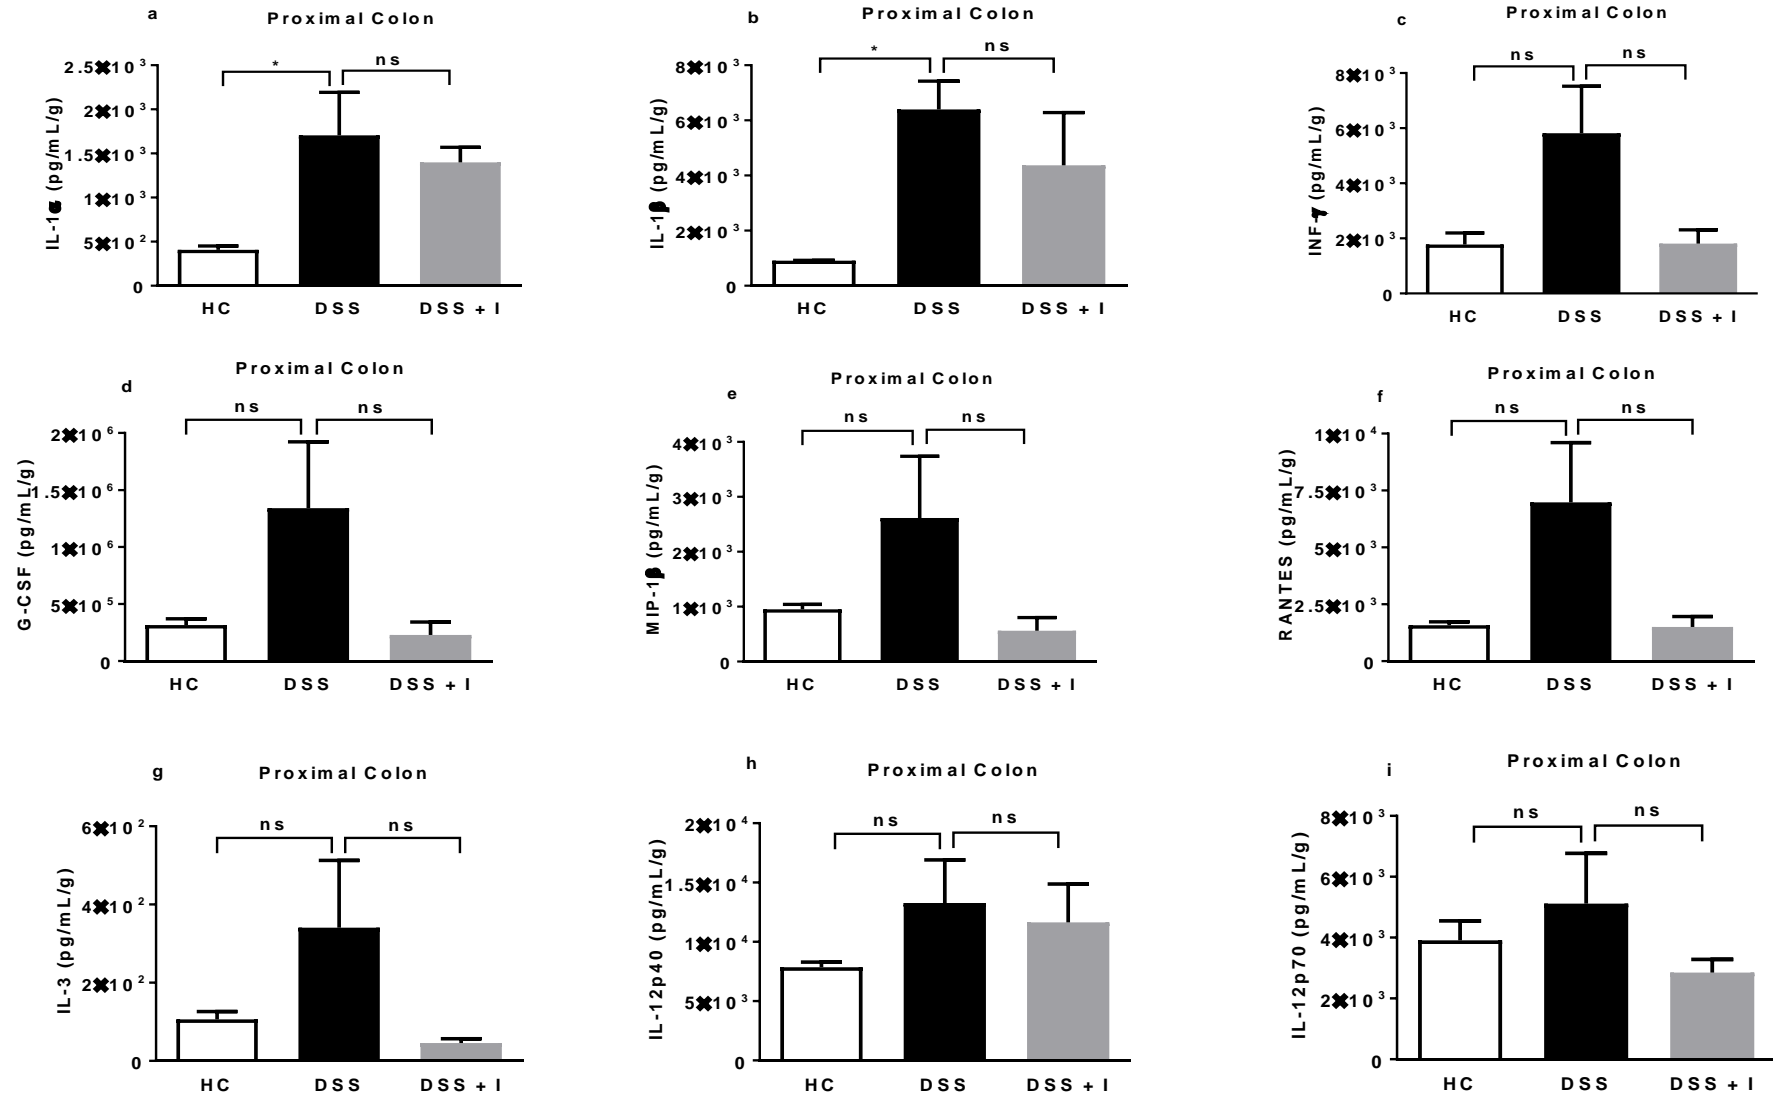 a
Proximal Colon
* ns
IL-1α (pg/mL/g)
2.5✖10³
2✖10³
1.5✖10³
1✖10³
5✖10²
0
HC DSS DSS + I
b
Proximal Colon
* ns
IL-1β (pg/mL/g)
8✖10³
6✖10³
4✖10³
2✖10³
0
HC DSS DSS + I
c
Proximal Colon
ns ns
INF-γ (pg/mL/g)
8✖10³
6✖10³
4✖10³
2✖10³
0
HC DSS DSS + I
d
Proximal Colon
ns ns
G-CSF (pg/mL/g)
2✖10⁶
1.5✖10⁶
1✖10⁶
5✖10⁵
0
HC DSS DSS + I
e
Proximal Colon
ns ns
MIP-1β (pg/mL/g)
4✖10³
3✖10³
2✖10³
1✖10³
0
HC DSS DSS + I
f
Proximal Colon
ns ns
RANTES (pg/mL/g)
1✖10⁴
7.5✖10³
5✖10³
2.5✖10³
0
HC DSS DSS + I
g
Proximal Colon
ns ns
IL-3 (pg/mL/g)
6✖10²
4✖10²
2✖10²
0
HC DSS DSS + I
h
Proximal Colon
ns ns
IL-12p40 (pg/mL/g)
2✖10⁴
1.5✖10⁴
1✖10⁴
5✖10³
0
HC DSS DSS + I
i
Proximal Colon
ns ns
IL-12p70 (pg/mL/g)
8✖10³
6✖10³
4✖10³
2✖10³
0
HC DSS DSS + I